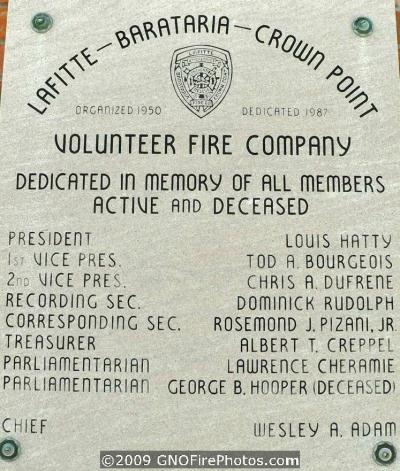 LAFITTE — BARATARIA — CROWN POINT
LAFITTE
ORGANIZED 1950 DEDICATED 1987
VOLUNTEER FIRE COMPANY
DEDICATED IN MEMORY OF ALL MEMBERS
ACTIVE AND DECEASED
PRESIDENT LOUIS HATTY
1ST VICE PRES. TOD A. BOURGEOIS
2ND VICE PRES. CHRIS A. DUFRENE
RECORDING SEC. DOMINICK RUDOLPH
CORRESPONDING SEC. ROSEMOND J. PIZANI, JR.
TREASURER ALBERT T. CREPPEL
PARLIAMENTARIAN LAWRENCE CHERAMIE
PARLIAMENTARIAN GEORGE B. HOOPER (DECEASED)
CHIEF WESLEY A. ADAM
©2009 GNOFirePhotos.com